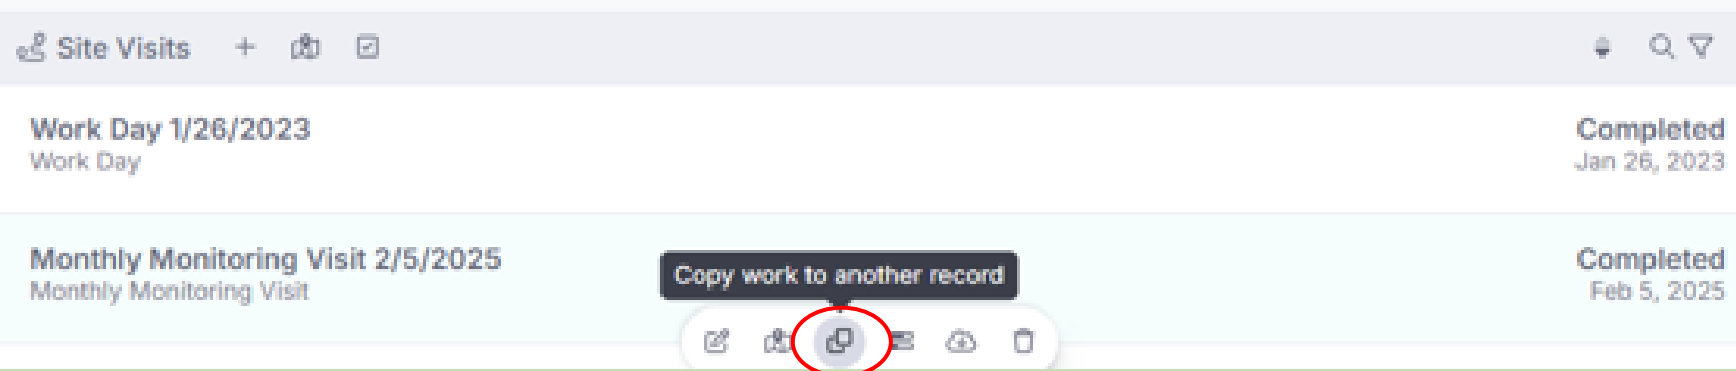 Site Visits
Work Day 1/26/2023
Completed
Work Day
Jan 26, 2023
Monthly Monitoring Visit 2/5/2025
Completed
Copy work to another record
Monthly Monitoring Visit
Feb 5, 2025